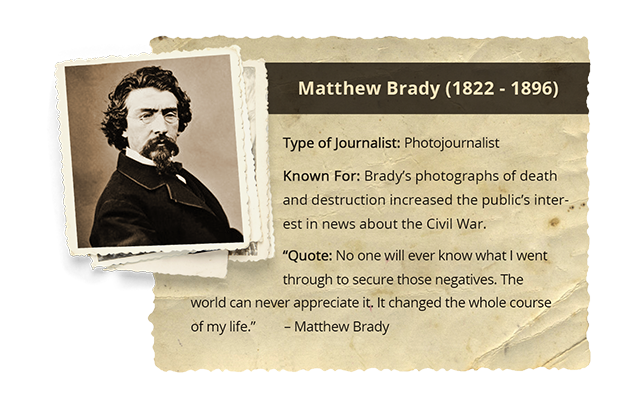 Matthew Brady (1822 - 1896)
Type of Journalist: Photojournalist
Known For: Brady's photographs of death
and destruction increased the public's inter-
est in news about the Civil War.
"Quote: No one will ever know what I went
through to secure those negatives. The
world can never appreciate it. It changed the whole course
of my life." – Matthew Brady